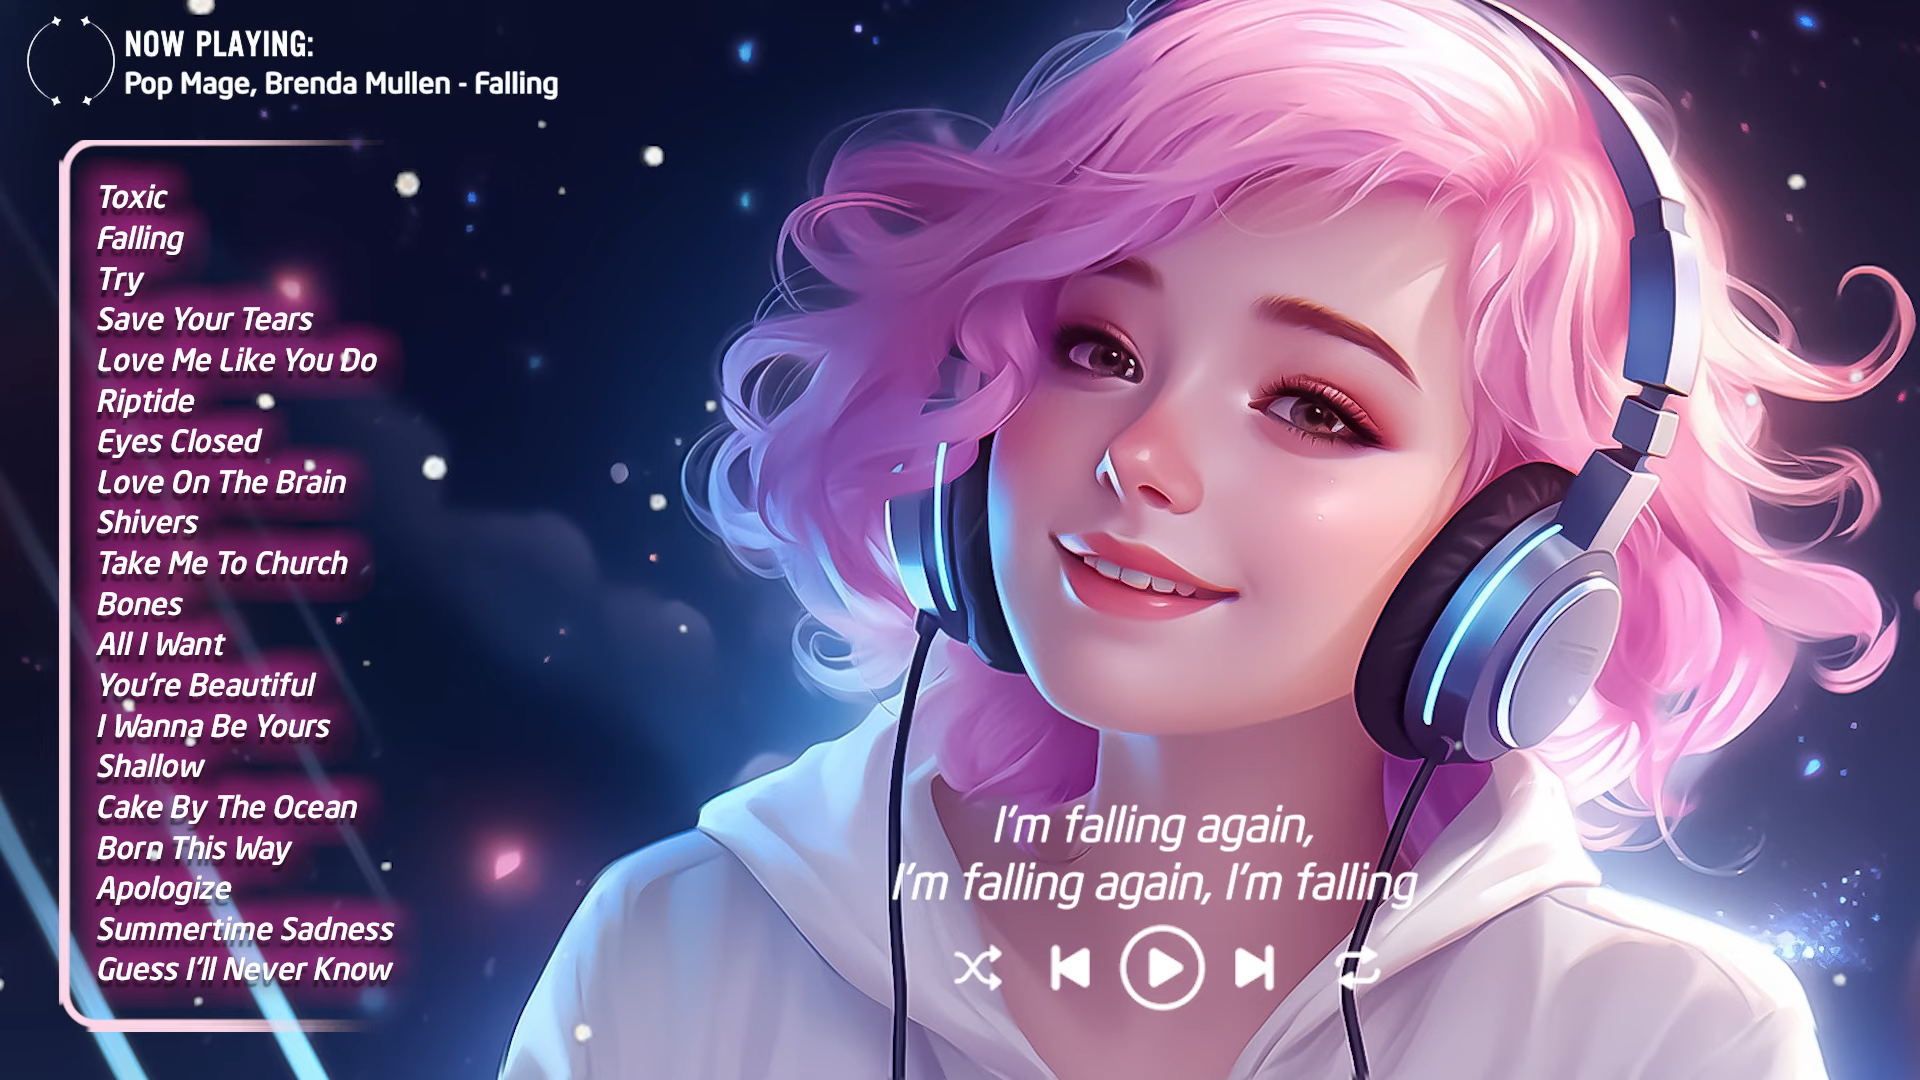 NOW PLAYING:
Pop Mage, Brenda Mullen - Falling
Toxic
Falling
Try
Save Your Tears
Love Me Like You Do
Riptide
Eyes Closed
Love On The Brain
Shivers
Take Me To Church
Bones
All I Want
You're Beautiful
I Wanna Be Yours
Shallow
Cake By The Ocean
Born This Way
Apologize
Summertime Sadness
Guess I'll Never Know
I'm falling again,
I'm falling again, I'm falling